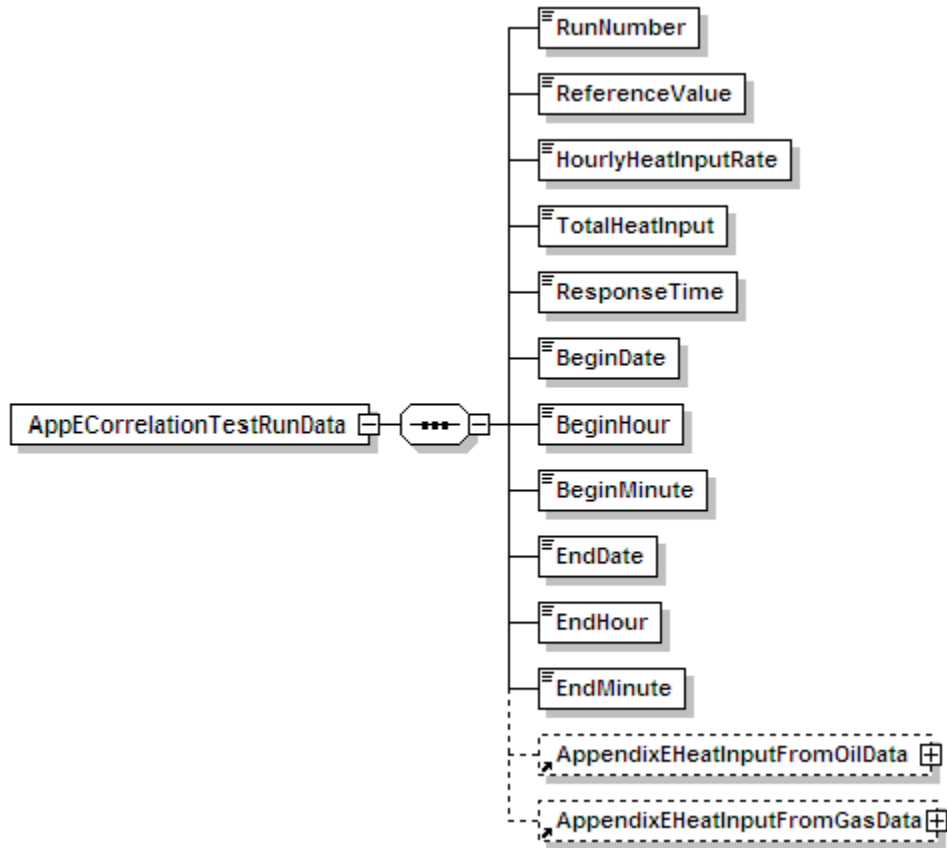 RunNumber
ReferenceValue
HourlyHeatInputRate
TotalHeatInput
ResponseTime
BeginDate
AppECorrelationTestRunData
BeginHour
BeginMinute
EndDate
EndHour
EndMinute
AppendixEHeatInputFromOilData
AppendixEHeatInputFromGasData